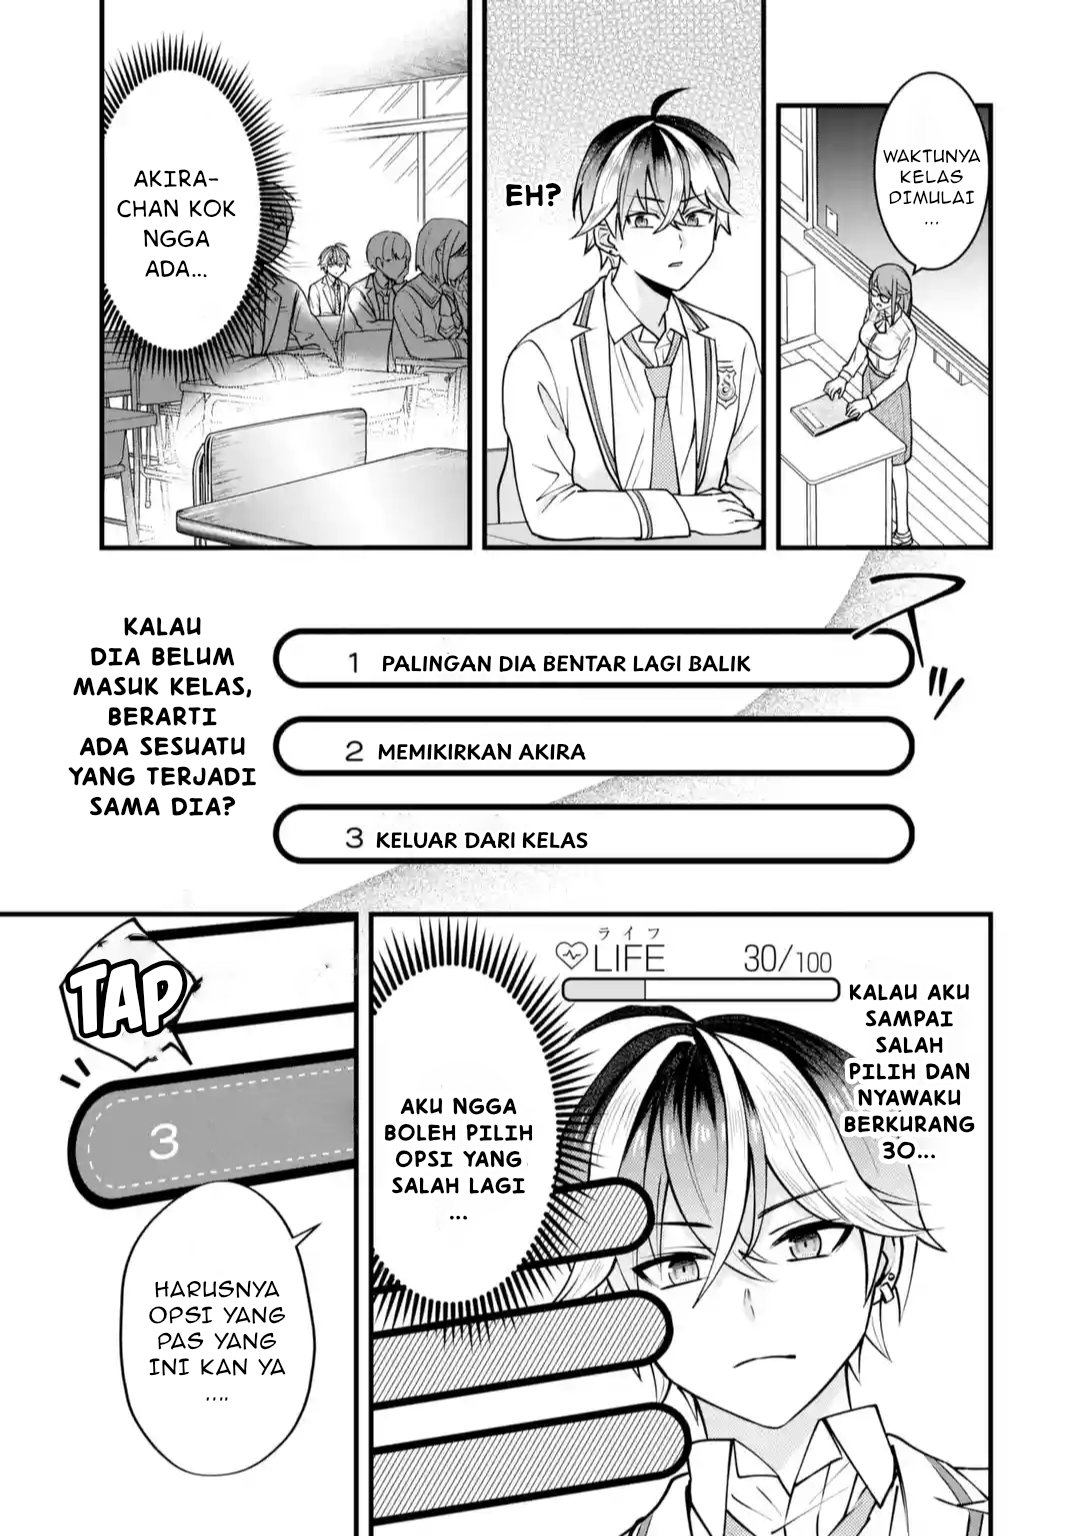 WAKTUNYA
KELAS
DIMULAI
...
EH?
AKIRA-
CHAN KOK
NGGA
ADA...
KALAU
DIA BELUM
MASUK KELAS,
BERARTI
ADA SESUATU
YANG TERJADI
SAMA DIA?
1 PALINGAN DIA BENTAR LAGI BALIK
2 MEMIKIRKAN AKIRA
3 KELUAR DARI KELAS
ライフ
LIFE 30/100
KALAU AKU
SAMPAI
SALAH
PILIH DAN
NYAWAKU
BERKURANG
30...
AKU NGGA
BOLEH PILIH
OPSI YANG
SALAH LAGI
...
TAP
3
HARUSNYA
OPSI YANG
PAS YANG
INI KAN YA
....